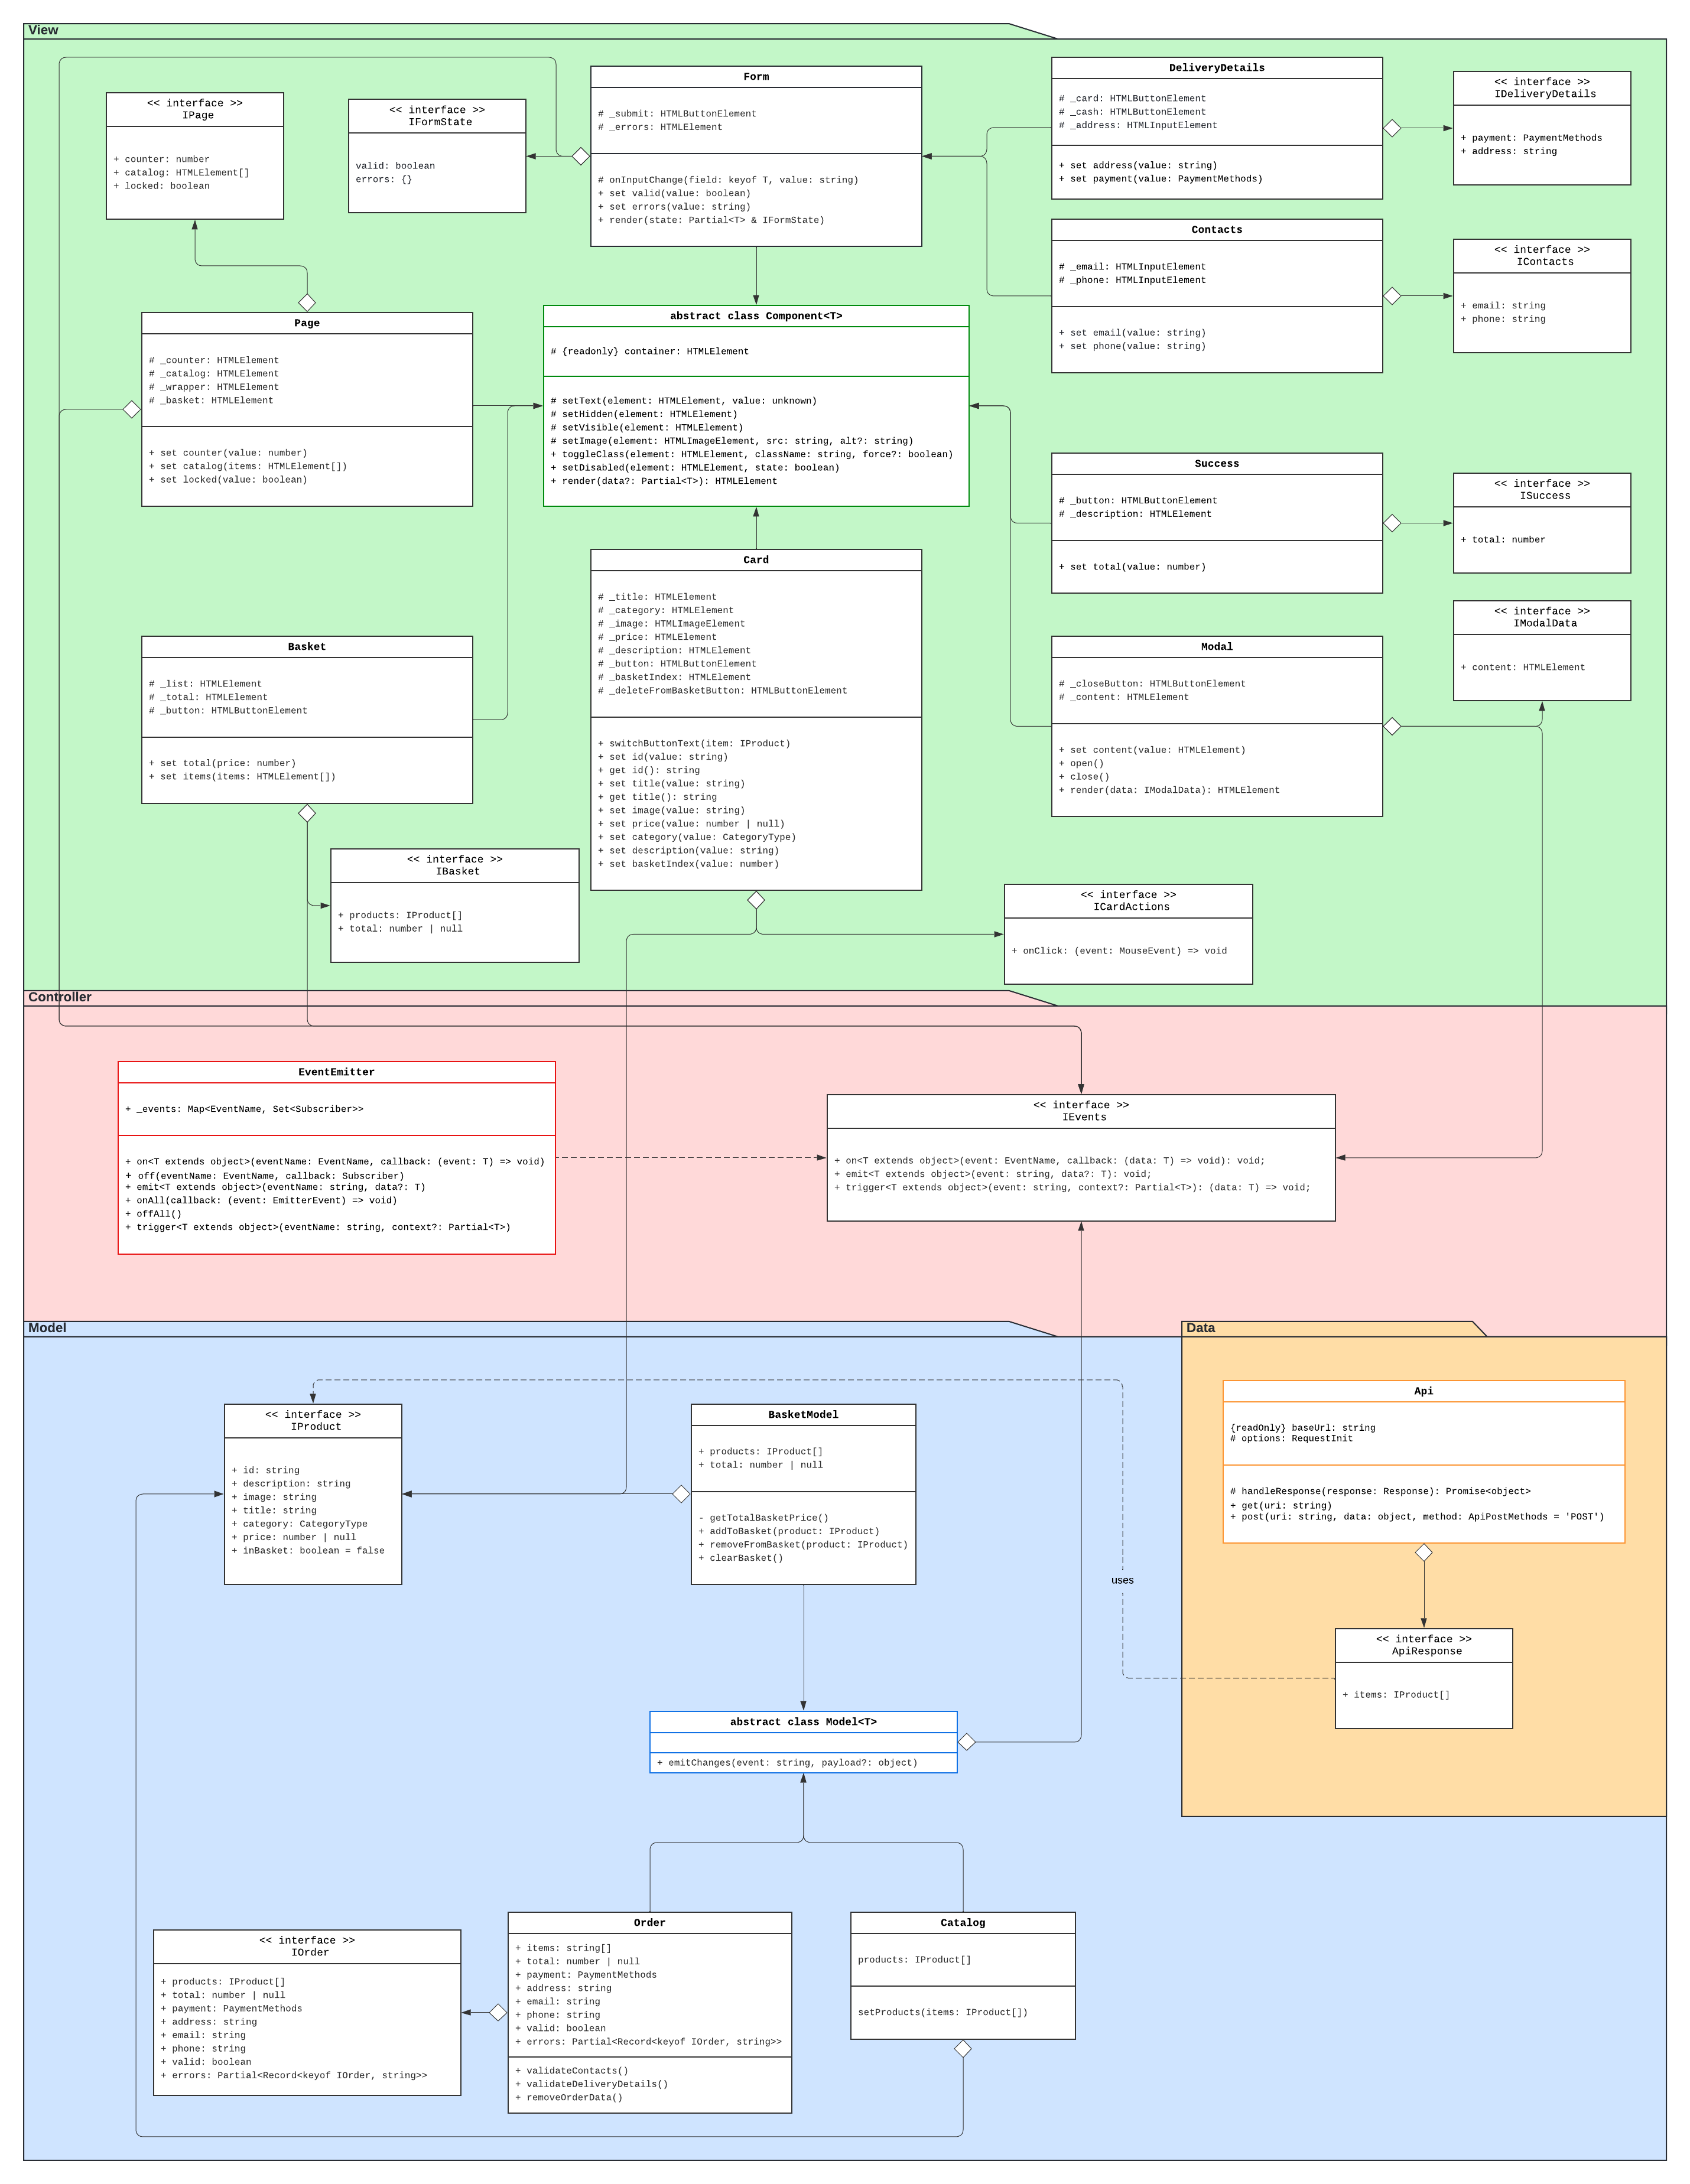 View
<< interface >>
IPage
+ counter: number
+ catalog: HTMLElement[]
+ locked: boolean
<< interface >>
IFormState
valid: boolean
errors: {}
Form
# _submit: HTMLButtonElement
# _errors: HTMLElement
# onInputChange(field: keyof T, value: string)
+ set valid(value: boolean)
+ set errors(value: string)
+ render(state: Partial<T> & IFormState)
DeliveryDetails
# _card: HTMLButtonElement
# _cash: HTMLButtonElement
# _address: HTMLInputElement
+ set address(value: string)
+ set payment(value: PaymentMethods)
<< interface >>
IDeliveryDetails
+ payment: PaymentMethods
+ address: string
Contacts
# _email: HTMLInputElement
# _phone: HTMLInputElement
+ set email(value: string)
+ set phone(value: string)
<< interface >>
IContacts
+ email: string
+ phone: string
Page
# _counter: HTMLElement
# _catalog: HTMLElement
# _wrapper: HTMLElement
# _basket: HTMLElement
+ set counter(value: number)
+ set catalog(items: HTMLElement[])
+ set locked(value: boolean)
abstract class Component<T>
# {readonly} container: HTMLElement
# setText(element: HTMLElement, value: unknown)
# setHidden(element: HTMLElement)
# setVisible(element: HTMLElement)
# setImage(element: HTMLImageElement, src: string, alt?: string)
+ toggleClass(element: HTMLElement, className: string, force?: boolean)
+ setDisabled(element: HTMLElement, state: boolean)
+ render(data?: Partial<T>): HTMLElement
Success
# _button: HTMLButtonElement
# _description: HTMLElement
+ set total(value: number)
<< interface >>
ISuccess
+ total: number
Card
# _title: HTMLElement
# _category: HTMLElement
# _image: HTMLImageElement
# _price: HTMLElement
# _description: HTMLElement
# _button: HTMLButtonElement
# _basketIndex: HTMLElement
# _deleteFromBasketButton: HTMLButtonElement
+ switchButtonText(item: IProduct)
+ set id(value: string)
+ get id(): string
+ set title(value: string)
+ get title(): string
+ set image(value: string)
+ set price(value: number | null)
+ set category(value: CategoryType)
+ set description(value: string)
+ set basketIndex(value: number)
<< interface >>
IModalData
+ content: HTMLElement
Basket
# _list: HTMLElement
# _total: HTMLElement
# _button: HTMLButtonElement
+ set total(price: number)
+ set items(items: HTMLElement[])
Modal
# _closeButton: HTMLButtonElement
# _content: HTMLElement
+ set content(value: HTMLElement)
+ open()
+ close()
+ render(data: IModalData): HTMLElement
<< interface >>
IBasket
+ products: IProduct[]
+ total: number | null
<< interface >>
ICardActions
+ onClick: (event: MouseEvent) => void
Controller
EventEmitter
+ _events: Map<EventName, Set<Subscriber>>
+ on<T extends object>(eventName: EventName, callback: (event: T) => void)
+ off(eventName: EventName, callback: Subscriber)
+ emit<T extends object>(eventName: string, data?: T)
+ onAll(callback: (event: EmitterEvent) => void)
+ offAll()
+ trigger<T extends object>(eventName: string, context?: Partial<T>)
<< interface >>
IEvents
+ on<T extends object>(event: EventName, callback: (data: T) => void): void;
+ emit<T extends object>(event: string, data?: T): void;
+ trigger<T extends object>(event: string, context?: Partial<T>): (data: T) => void;
Model
Data
<< interface >>
IProduct
+ id: string
+ description: string
+ image: string
+ title: string
+ category: CategoryType
+ price: number | null
+ inBasket: boolean = false
BasketModel
+ products: IProduct[]
+ total: number | null
- getTotalBasketPrice()
+ addToBasket(product: IProduct)
+ removeFromBasket(product: IProduct)
+ clearBasket()
uses
Api
{readOnly} baseUrl: string
# options: RequestInit
# handleResponse(response: Response): Promise<object>
+ get(uri: string)
+ post(uri: string, data: object, method: ApiPostMethods = 'POST')
<< interface >>
ApiResponse
+ items: IProduct[]
abstract class Model<T>
+ emitChanges(event: string, payload?: object)
<< interface >>
IOrder
+ products: IProduct[]
+ total: number | null
+ payment: PaymentMethods
+ address: string
+ email: string
+ phone: string
+ valid: boolean
+ errors: Partial<Record<keyof IOrder, string>>
Order
+ items: string[]
+ total: number | null
+ payment: PaymentMethods
+ address: string
+ email: string
+ phone: string
+ valid: boolean
+ errors: Partial<Record<keyof IOrder, string>>
+ validateContacts()
+ validateDeliveryDetails()
+ removeOrderData()
Catalog
products: IProduct[]
setProducts(items: IProduct[])